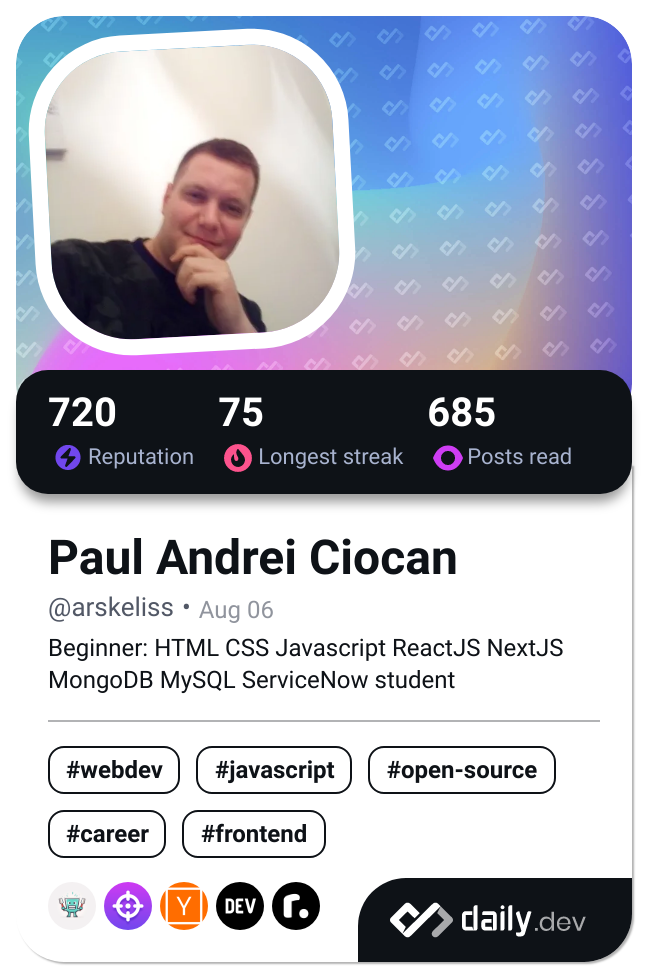 720 75 685
Reputation Longest streak Posts read
Paul Andrei Ciocan
@arskeliss • Aug 06
Beginner: HTML CSS Javascript ReactJS NextJS
MongoDB MySQL ServiceNow student
#webdev #javascript #open-source
#career #frontend
Y DEV r.
daily.dev